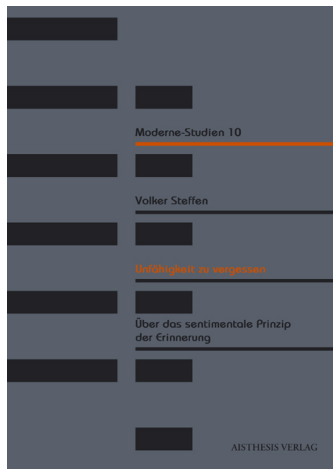 Moderne-Studien 10
Volker Steffen
Unfähigkeit zu vergessen
Über das sentimentale Prinzip
der Erinnerung
AISTHESIS VERLAG